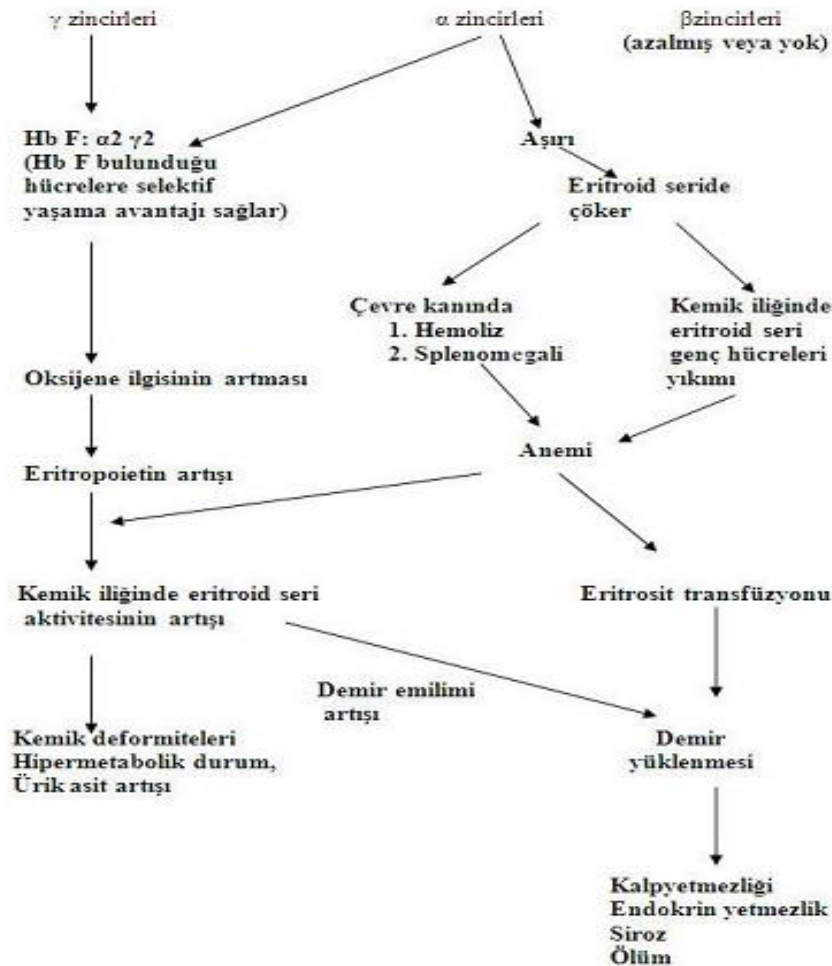 γ zincirleri
α zincirleri
βzincirleri
(azalmış veya yok)
Hb F: α2 γ2
(Hb F bulunduğu
hücrelere selektif
yaşama avantajı sağlar)
Aşırı
Eritroid seride
çöker
Çevre kanında
1. Hemoliz
2. Splenomegali
Kemik iliğinde
eritroid seri
genç hücreleri
yıkımı
Oksijene ilgisinin artması
Anemi
Eritropoietin artışı
Kemik iliğinde eritroid seri
aktivitesinin artışı
Eritrosit transfüzyonu
Demir emilimi
artışı
Kemik deformiteleri
Hipermetabolik durum,
Ürik asit artışı
Demir
yüklenmesi
Kalpyetmezliği
Endokrin yetmezlik
Siroz
Ölüm